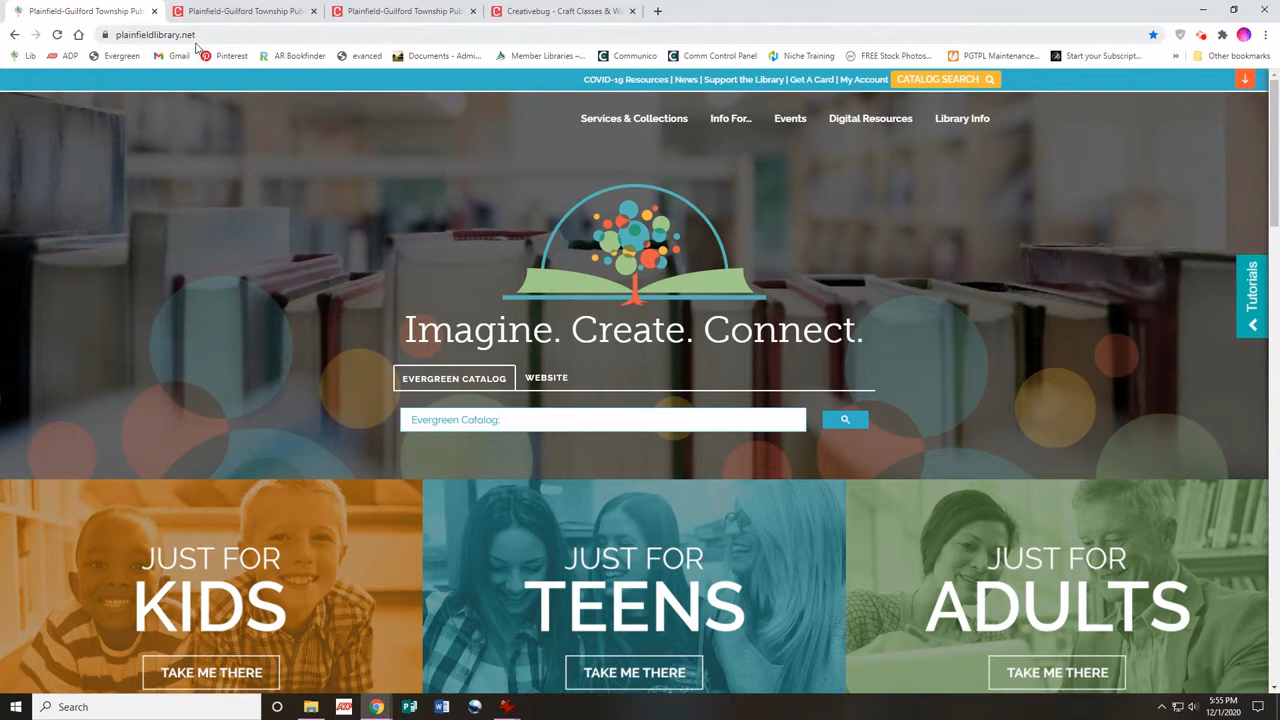 Plainfield-Guilford Township Pub
Plainfield-Guilford Township Pub
Plainfield-Guilford Township Pub
Creativebug - Craft Classes & W
plainfieldlibrary.net
Lib
ADP
Evergreen
Gmail
Pinterest
AR Bookfinder
evanced
Documents - Admi...
Member Libraries –...
Communico
Comm Control Panel
Niche Training
FREE Stock Photos...
PGTPL Maintenance...
Start your Subscript...
Other bookmarks
COVID-19 Resources | News | Support the Library | Get A Card | My Account
CATALOG SEARCH
Services & Collections
Info For...
Events
Digital Resources
Library Info
Tutorials
Imagine. Create. Connect.
EVERGREEN CATALOG
WEBSITE
Evergreen Catalog:
JUST FOR
KIDS
TAKE ME THERE
JUST FOR
TEENS
TAKE ME THERE
JUST FOR
ADULTS
TAKE ME THERE
Search
5:55 PM
12/1/2020